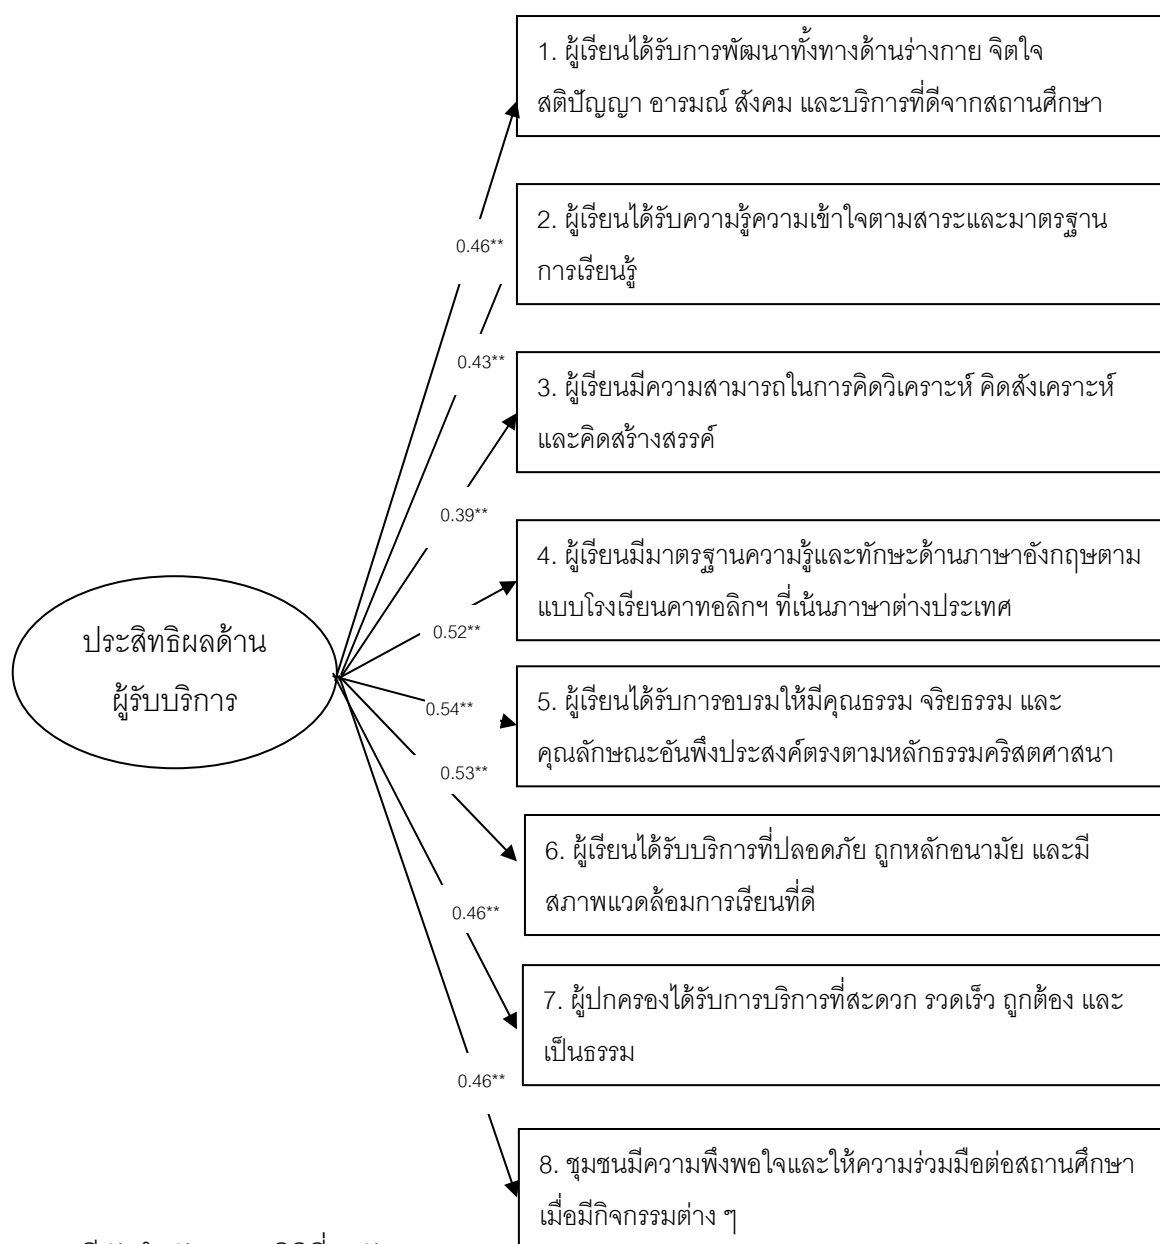 1. ผู้เรียนได้รับการพัฒนาทั้งทางด้านร่างกาย จิตใจ
สติปัญญา อารมณ์ สังคม และบริการที่ดีจากสถานศึกษา
0.46**
2. ผู้เรียนได้รับความรู้ความเข้าใจตามสาระและมาตรฐาน
การเรียนรู้
0.43**
3. ผู้เรียนมีความสามารถในการคิดวิเคราะห์ คิดสังเคราะห์
และคิดสร้างสรรค์
0.39**
4. ผู้เรียนมีมาตรฐานความรู้และทักษะด้านภาษาอังกฤษตาม
แบบโรงเรียนคาทอลิกฯ ที่เน้นภาษาต่างประเทศ
0.52**
ประสิทธิผลด้าน
ผู้รับบริการ
5. ผู้เรียนได้รับการอบรมให้มีคุณธรรม จริยธรรม และ
คุณลักษณะอันพึงประสงค์ตรงตามหลักธรรมคริสตศาสนา
0.54**
0.53**
6. ผู้เรียนได้รับบริการที่ปลอดภัย ถูกหลักอนามัย และมี
สภาพแวดล้อมการเรียนที่ดี
0.46**
7. ผู้ปกครองได้รับการบริการที่สะดวก รวดเร็ว ถูกต้อง และ
เป็นธรรม
0.46**
8. ชุมชนมีความพึงพอใจและให้ความร่วมมือต่อสถานศึกษา
เมื่อมีกิจกรรมต่าง ๆ